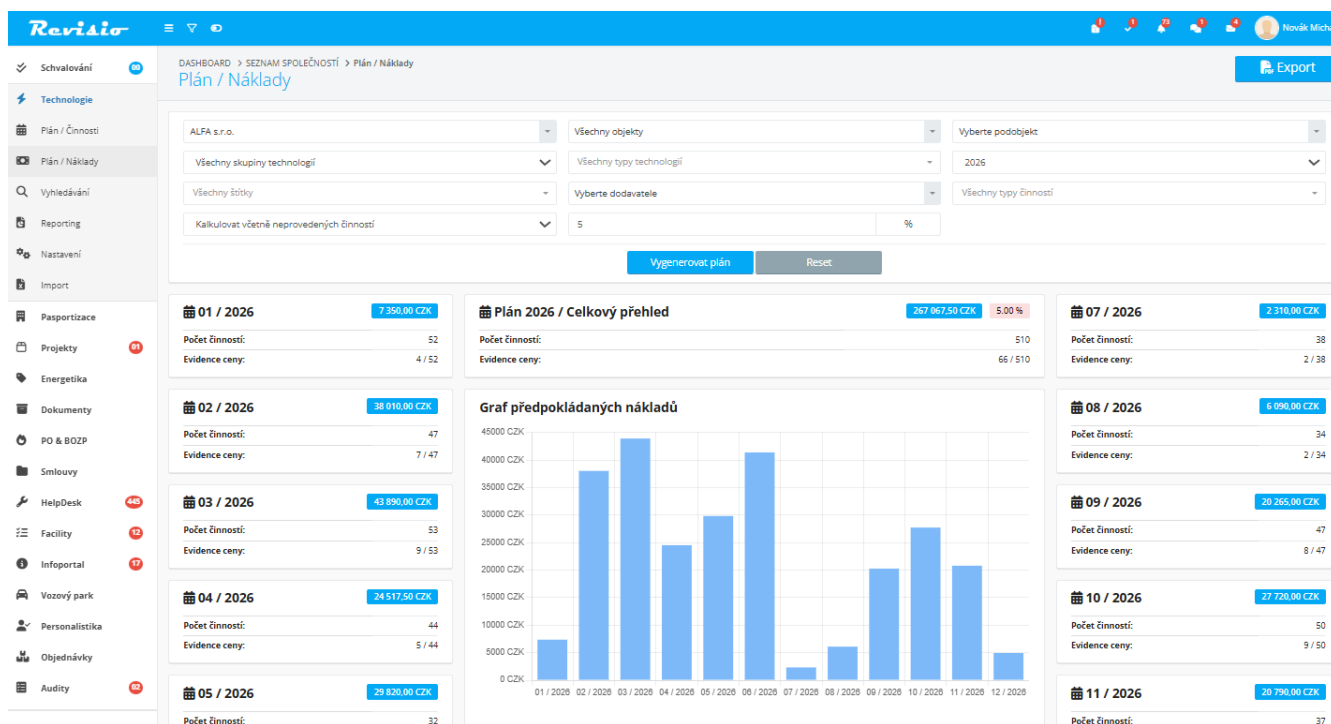 Revisio
1
1
73
1
4
Novák Mich
Schvalování 00
Technologie
Plán / Činnosti
Plán / Náklady
Vyhledávání
Reporting
Nastavení
Import
Pasportizace
Projekty 01
Energetika
Dokumenty
PO & BOZP
Smlouvy
HelpDesk 445
Facility 12
Infoportal 17
Vozový park
Personalistika
Objednávky
Audity 02
DASHBOARD > SEZNAM SPOLEČNOSTÍ > Plán / Náklady
Plán / Náklady
Export
ALFA s.r.o.
Všechny objekty
Vyberte podobjekt
Všechny skupiny technologií
Všechny typy technologií
2026
Všechny štítky
Vyberte dodavatele
Všechny typy činností
Kalkulovat včetně neprovedených činností
5 %
Vygenerovat plán
Reset
01 / 2026 7 350,00 CZK
Počet činností: 52
Evidence ceny: 4 / 52
02 / 2026 38 010,00 CZK
Počet činností: 47
Evidence ceny: 7 / 47
03 / 2026 43 890,00 CZK
Počet činností: 53
Evidence ceny: 9 / 53
04 / 2026 24 517,50 CZK
Počet činností: 44
Evidence ceny: 5 / 44
05 / 2026 29 820,00 CZK
Počet činností: 32
Plán 2026 / Celkový přehled 267 067,50 CZK 5.00 %
Počet činností: 510
Evidence ceny: 66 / 510
Graf předpokládaných nákladů
45000 CZK
40000 CZK
35000 CZK
30000 CZK
25000 CZK
20000 CZK
15000 CZK
10000 CZK
5000 CZK
0 CZK
01 / 2026 02 / 2026 03 / 2026 04 / 2026 05 / 2026 06 / 2026 07 / 2026 08 / 2026 09 / 2026 10 / 2026 11 / 2026 12 / 2026
07 / 2026 2 310,00 CZK
Počet činností: 38
Evidence ceny: 2 / 38
08 / 2026 6 090,00 CZK
Počet činností: 34
Evidence ceny: 2 / 34
09 / 2026 20 265,00 CZK
Počet činností: 47
Evidence ceny: 8 / 47
10 / 2026 27 720,00 CZK
Počet činností: 50
Evidence ceny: 9 / 50
11 / 2026 20 790,00 CZK
Počet činností: 37